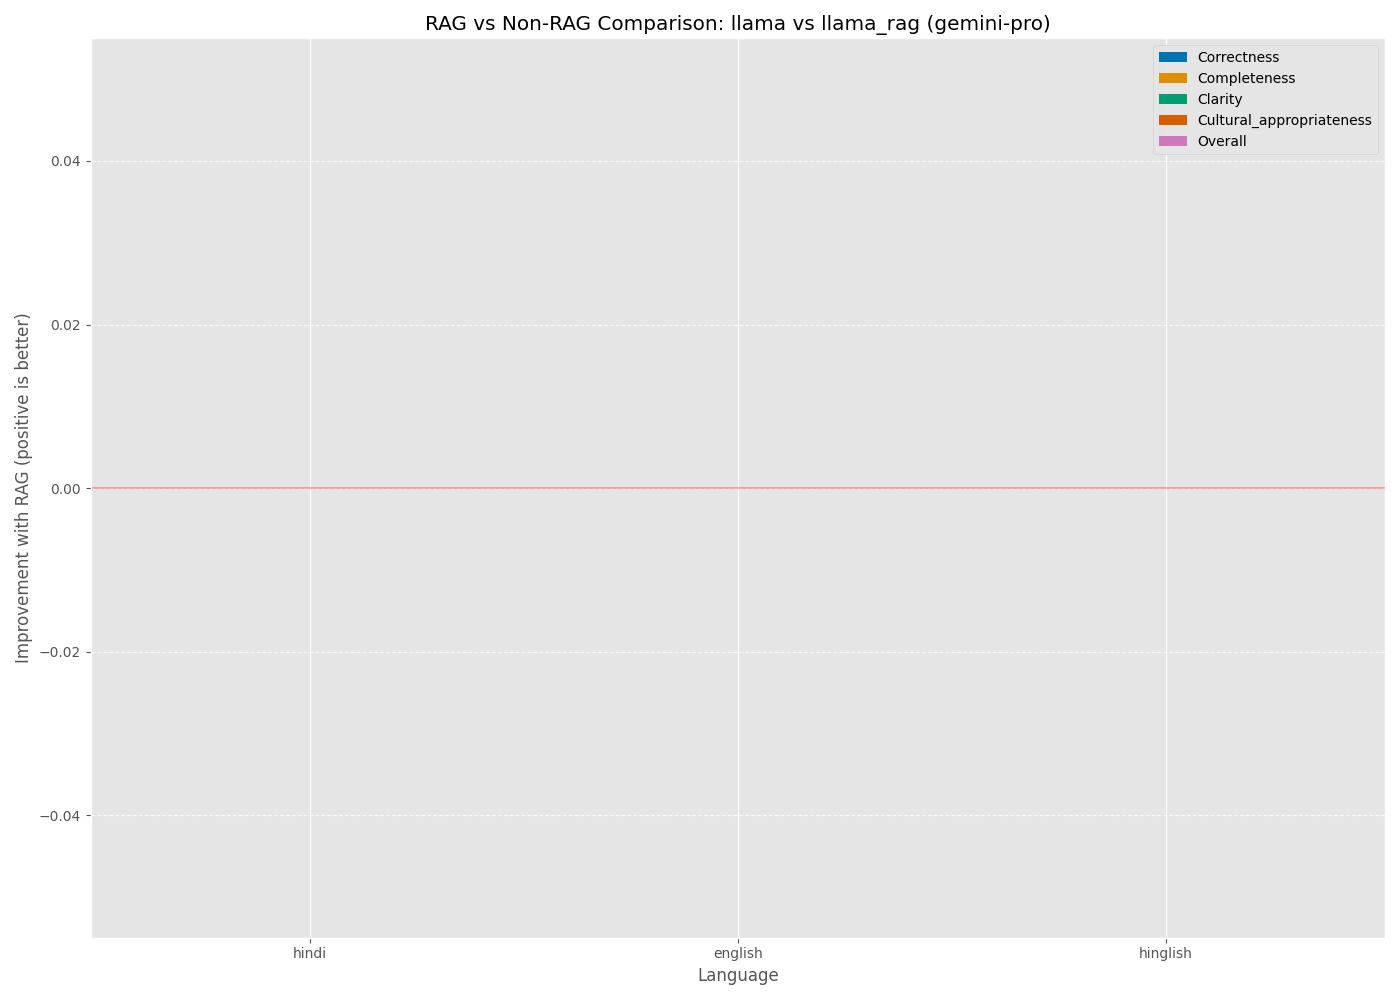 RAG vs Non-RAG Comparison: llama vs llama_rag (gemini-pro)
Correctness
Completeness
Clarity
Cultural_appropriateness
Overall
Improvement with RAG (positive is better)
0.04
0.02
0.00
−0.02
−0.04
hindi
english
hinglish
Language